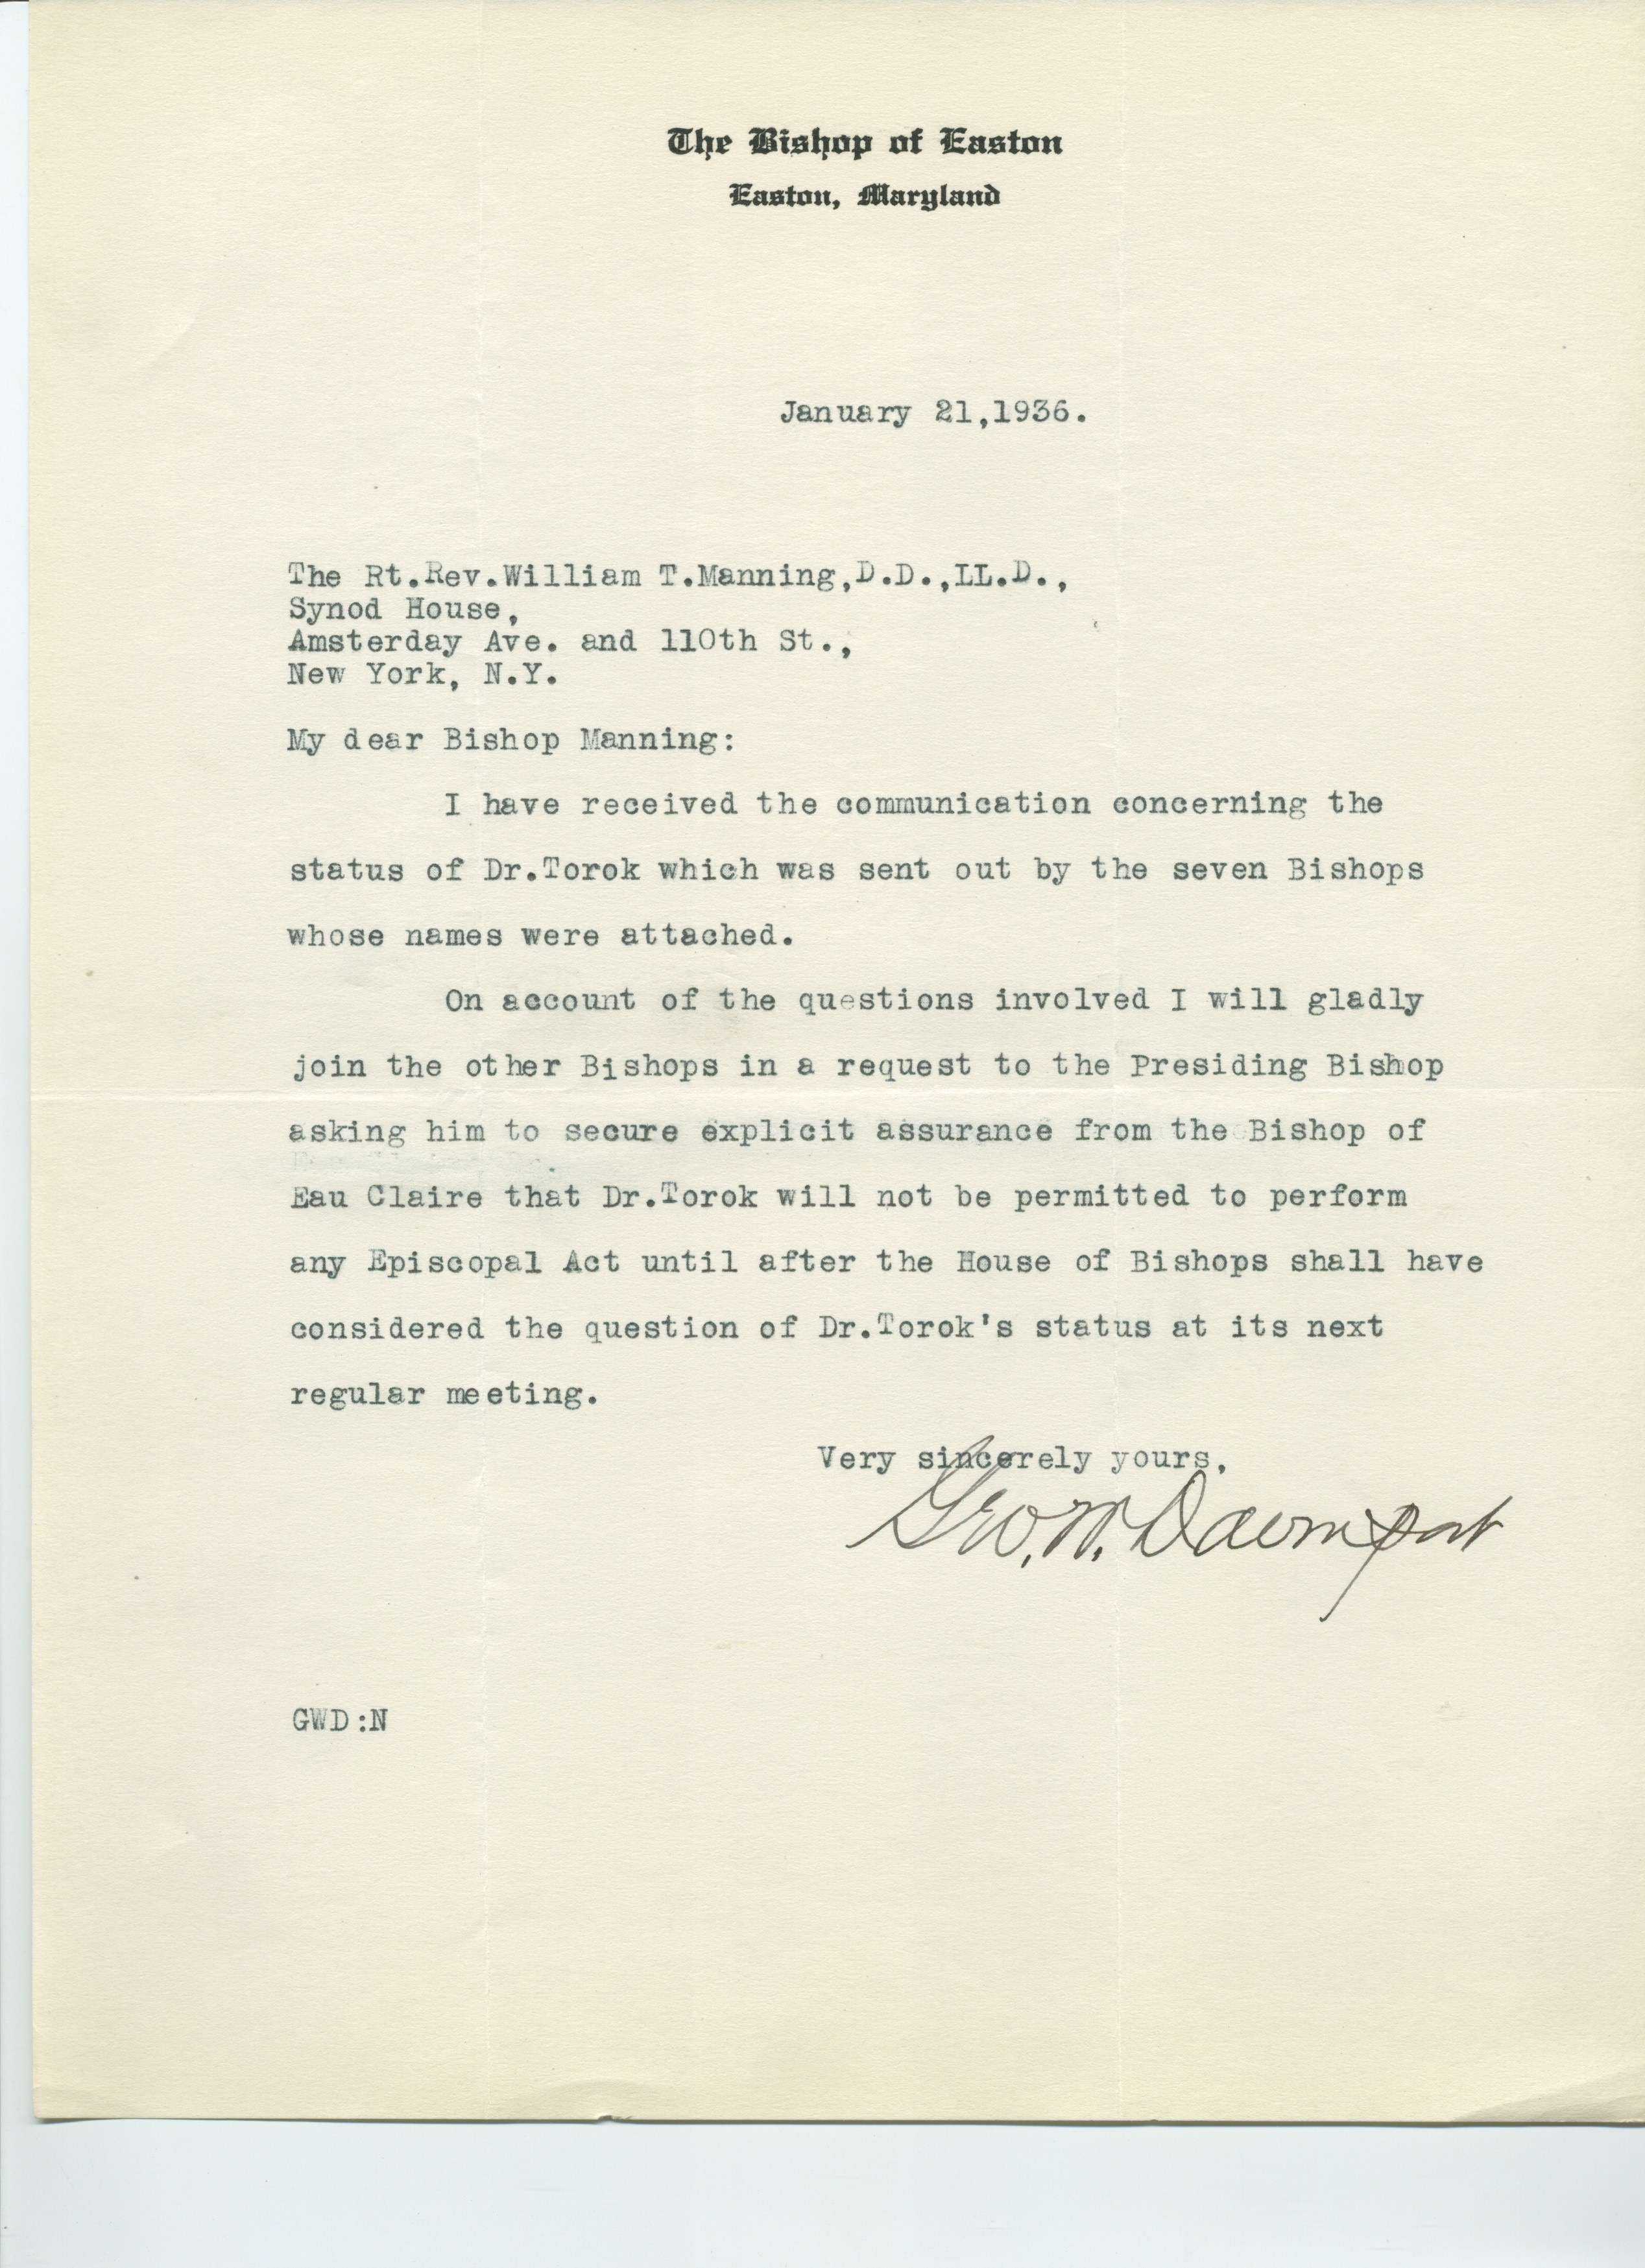 The Bishop of Easton
Easton, Maryland
January 21,1936.
The Rt.Rev.William T.Manning,D.D.,LL.D.,
Synod House,
Amsterday Ave. and 110th St.,
New York, N.Y.
My dear Bishop Manning:
I have received the communication concerning the
status of Dr.Torok which was sent out by the seven Bishops
whose names were attached.
On account of the questions involved I will gladly
join the other Bishops in a request to the Presiding Bishop
asking him to secure explicit assurance from the Bishop of
Eau Claire that Dr.Torok will not be permitted to perform
any Episcopal Act until after the House of Bishops shall have
considered the question of Dr.Torok's status at its next
regular meeting.
Very sincerely yours,
Geo. W. Davenport
GWD:N